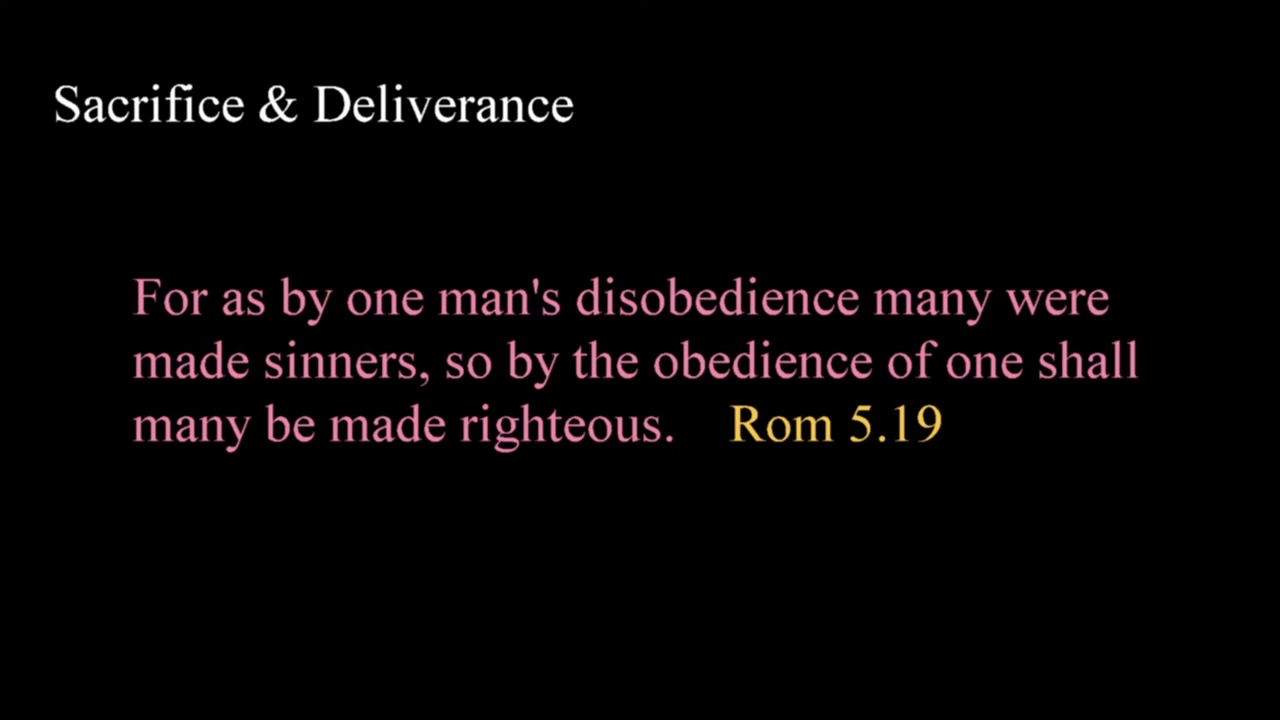 Sacrifice & Deliverance
For as by one man's disobedience many were
made sinners, so by the obedience of one shall
many be made righteous. Rom 5.19